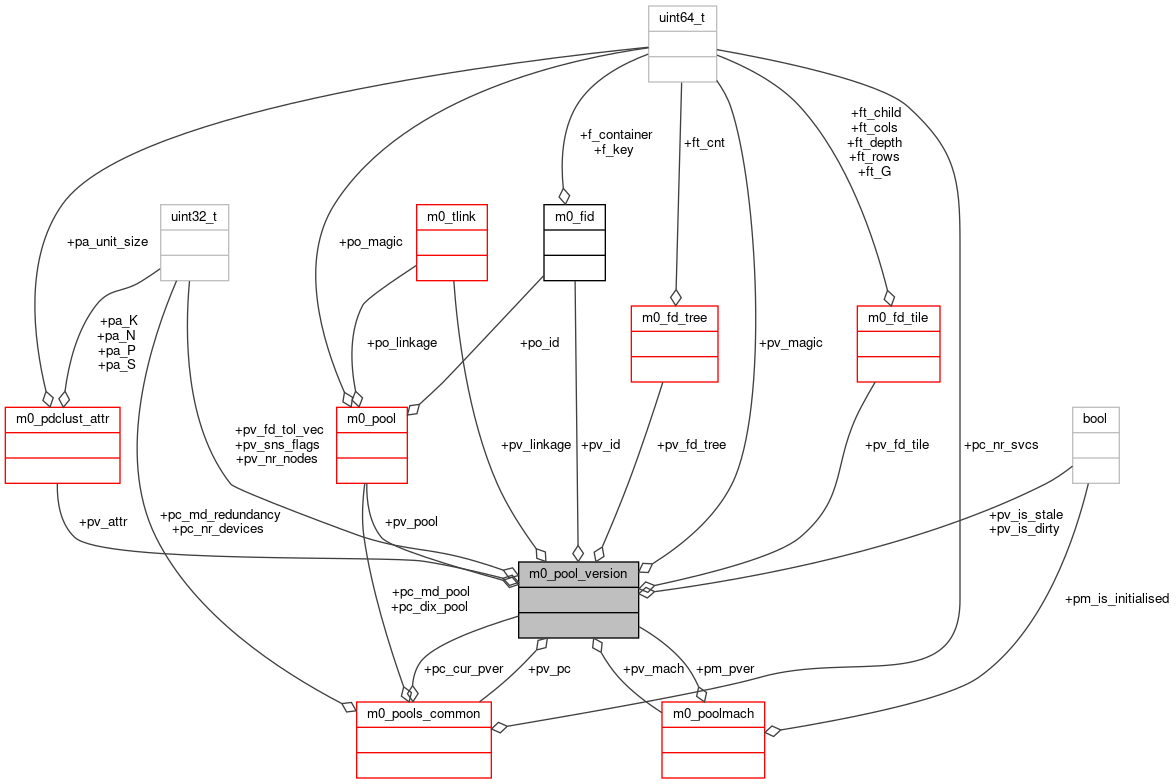 uint64_t
+ft_child
+ft_cols
+ft_depth
+ft_rows
+ft_G
+f_container
+f_key
+ft_cnt
uint32_t
m0_tlink
m0_fid
+pa_unit_size
+po_magic
m0_fd_tree
m0_fd_tile
+pa_K
+pa_N
+pa_P
+pa_S
+po_linkage
+po_id
+pv_magic
m0_pdclust_attr
m0_pool
bool
+pv_fd_tol_vec
+pv_sns_flags
+pv_nr_nodes
+pv_linkage
+pv_id
+pv_fd_tree
+pv_fd_tile
+pc_nr_svcs
+pv_attr
+pc_md_redundancy
+pc_nr_devices
+pv_pool
+pv_is_stale
+pv_is_dirty
m0_pool_version
+pc_md_pool
+pc_dix_pool
+pm_is_initialised
+pc_cur_pver
+pv_pc
+pv_mach
+pm_pver
m0_pools_common
m0_poolmach